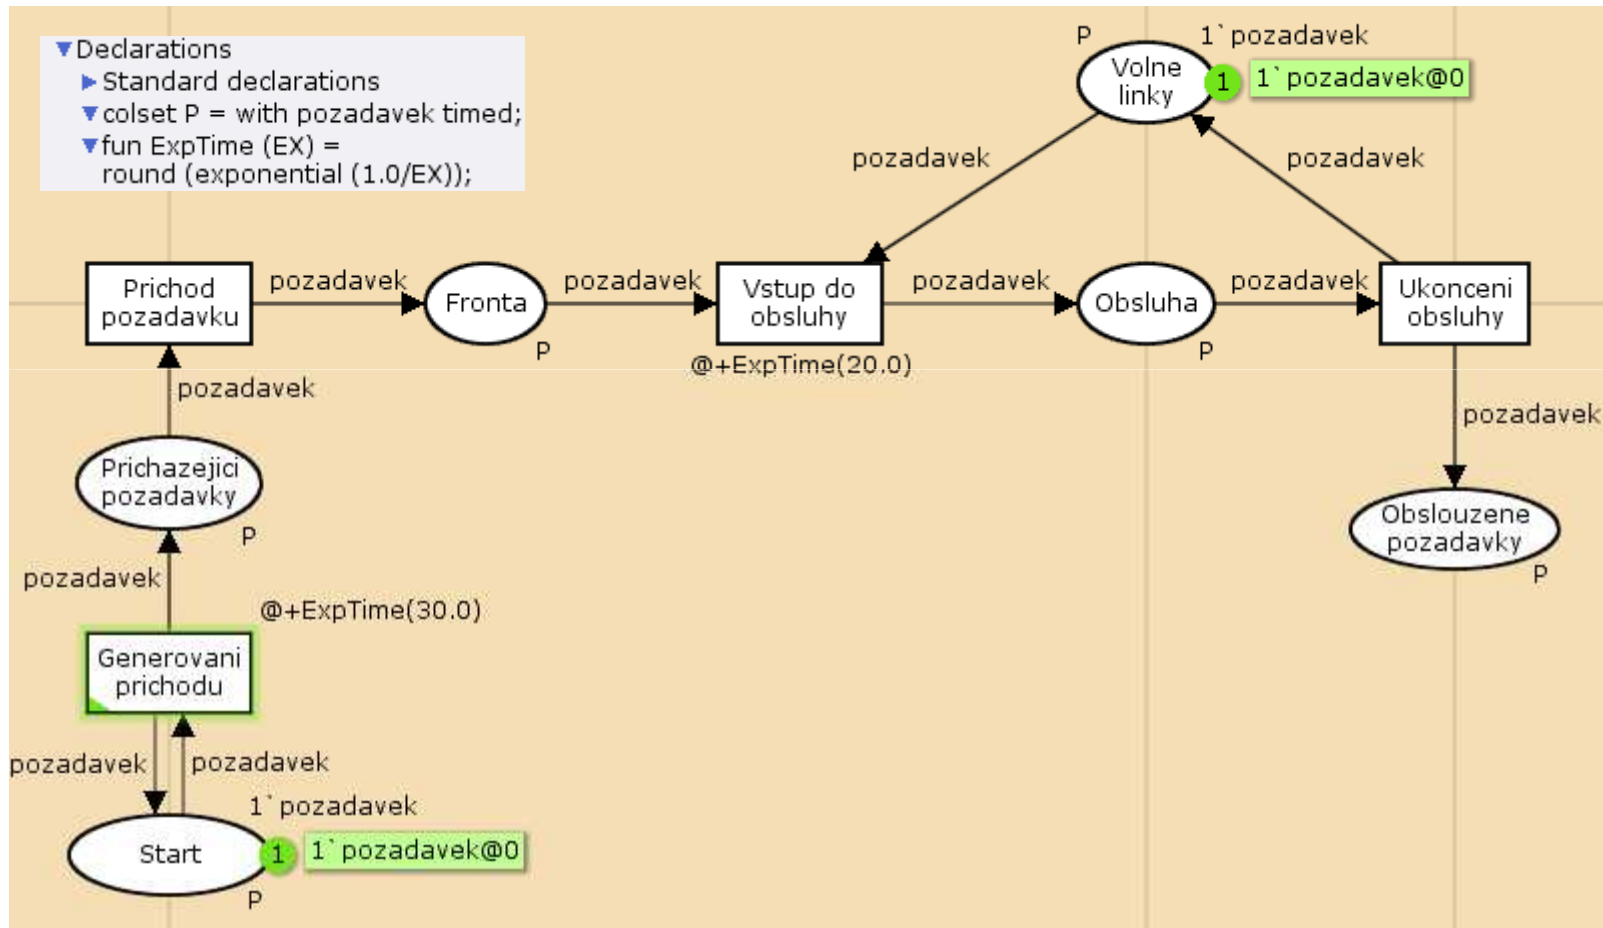 Declarations
Standard declarations
colset P = with pozadavek timed;
fun ExpTime (EX) =
round (exponential (1.0/EX));
P
1`pozadavek
Volne
linky
1
1`pozadavek@0
pozadavek
pozadavek
Prichod
pozadavku
pozadavek
Fronta
P
pozadavek
Vstup do
obsluhy
@+ExpTime(20.0)
pozadavek
Obsluha
P
pozadavek
Ukonceni
obsluhy
pozadavek
pozadavek
Prichazejici
pozadavky
P
Obslouzene
pozadavky
P
pozadavek
@+ExpTime(30.0)
Generovani
prichodu
pozadavek
pozadavek
1`pozadavek
Start
1
1`pozadavek@0
P